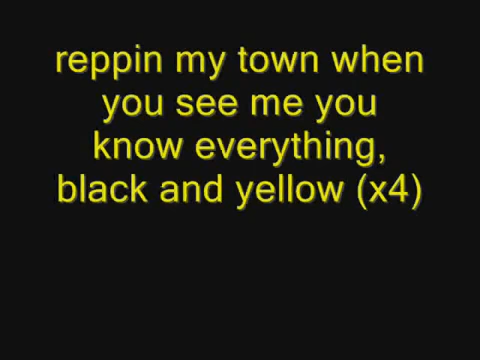 reppin my town when
you see me you
know everything,
black and yellow (x4)